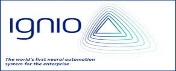 ignio
The world's first neural automation
system for the enterprise